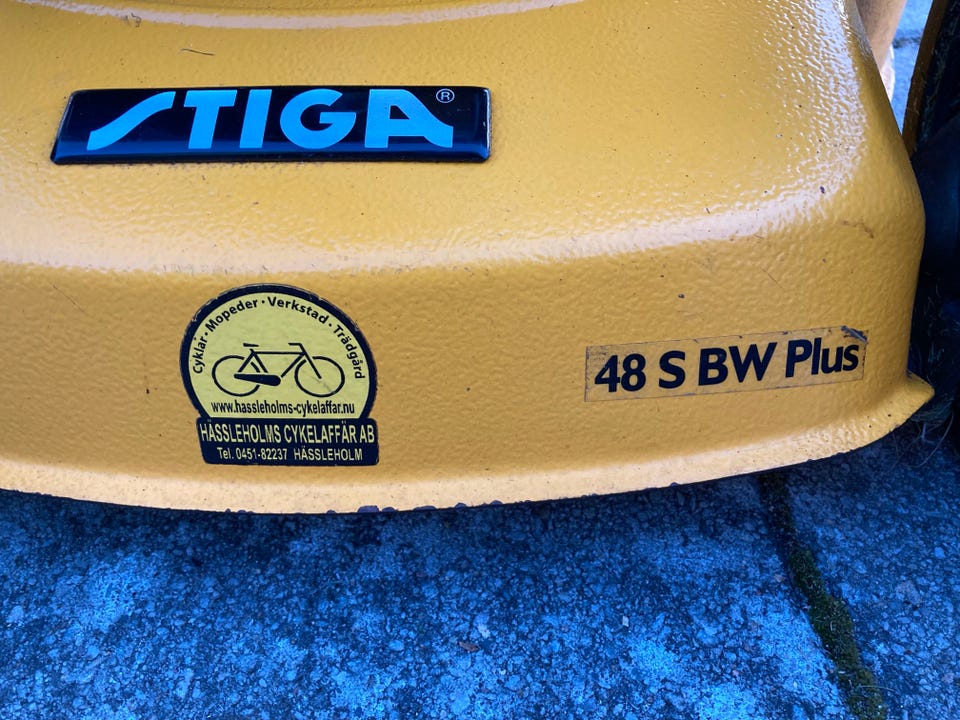 STIGA®
Cyklar · Mopeder · Verkstad · Trädgård
www.hassleholms-cykelaffar.nu
HÄSSLEHOLMS CYKELAFFÄR AB
Tel. 0451-82237 HÄSSLEHOLM
48 S BW Plus